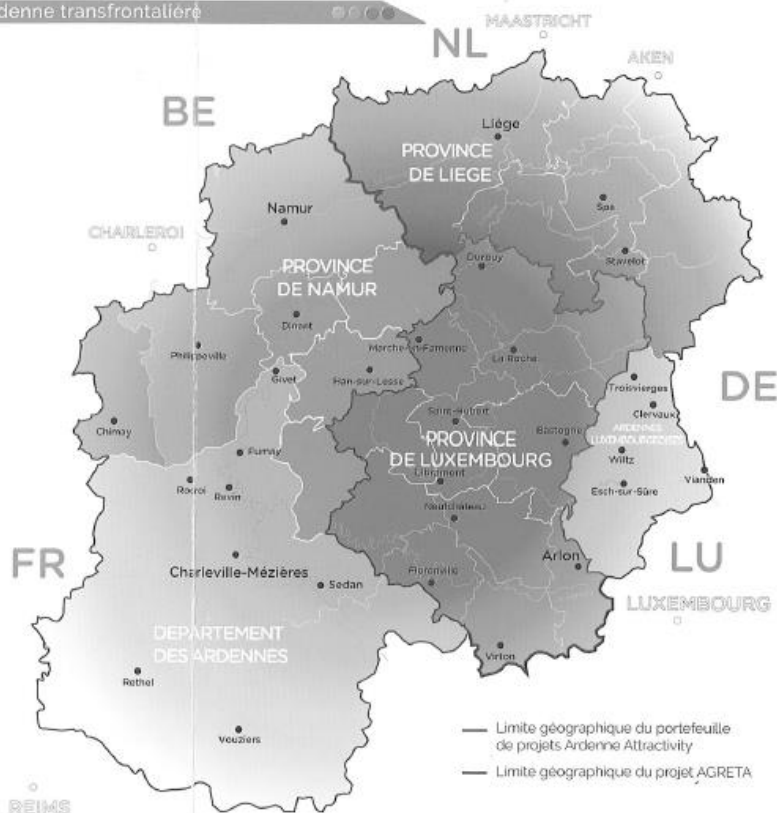 denne transfrontalière
MAASTRICHT
NL
AKEN
BE
Liège
PROVINCE
DE LIEGE
Spa
Namur
CHARLEROI
Stavelot
Durbuy
PROVINCE
DE NAMUR
Dinant
Philippeville
Marche-en-Famenne
La Roche
Givet
Han-sur-Lesse
Troisvierges
DE
Clervaux
Chimay
Saint-Hubert
ARDENNES
LUXEMBOURGEOISES
PROVINCE
DE LUXEMBOURG
Bastogne
Fumay
Wiltz
Libramont
Vianden
Rocroi
Revin
Esch-sur-Sûre
Neufchâteau
FR
Charleville-Mézières
Arlon
LU
Sedan
Florenville
LUXEMBOURG
DEPARTEMENT
DES ARDENNES
Virton
Rethel
Vouziers
Limite géographique du portefeuille
de projets Ardenne Attractivity
Limite géographique du projet AGRETA
REIMS